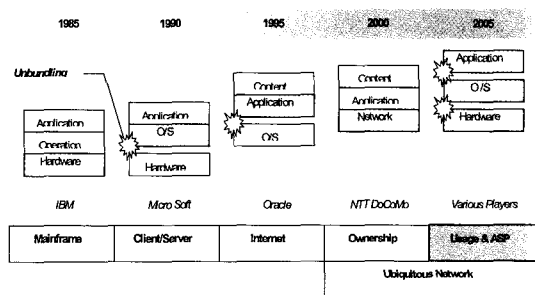 1985 1990 1995 2000 2005
Unbundling
Application
Operation
Hardware
Application
O/S
Hardware
Content
Application
O/S
Content
Application
Network
Application
O/S
Hardware
IBM Micro Soft Oracle NTT DoCoMo Various Players
Mainframe Client/Server Internet Ownership Usage & ASP
Ubiquitous Network